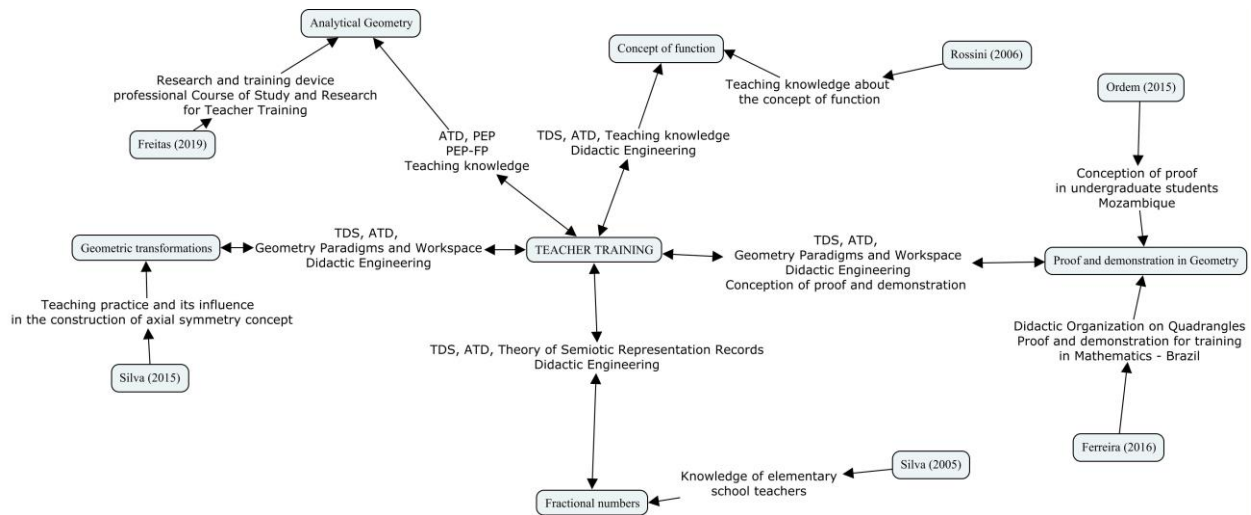 Analytical Geometry
Concept of function
Rossini (2006)
Research and training device
professional Course of Study and Research
for Teacher Training
Teaching knowledge about
the concept of function
Ordem (2015)
Freitas (2019)
ATD, PEP
PEP-FP
Teaching knowledge
TDS, ATD, Teaching knowledge
Didactic Engineering
Conception of proof
in undergraduate students
Mozambique
Geometric transformations
TDS, ATD,
Geometry Paradigms and Workspace
Didactic Engineering
TEACHER TRAINING
TDS, ATD,
Geometry Paradigms and Workspace
Didactic Engineering
Conception of proof and demonstration
Proof and demonstration in Geometry
Teaching practice and its influence
in the construction of axial symmetry concept
Didactic Organization on Quadrangles
Proof and demonstration for training
in Mathematics - Brazil
TDS, ATD, Theory of Semiotic Representation Records
Didactic Engineering
Silva (2015)
Ferreira (2016)
Silva (2005)
Knowledge of elementary
school teachers
Fractional numbers